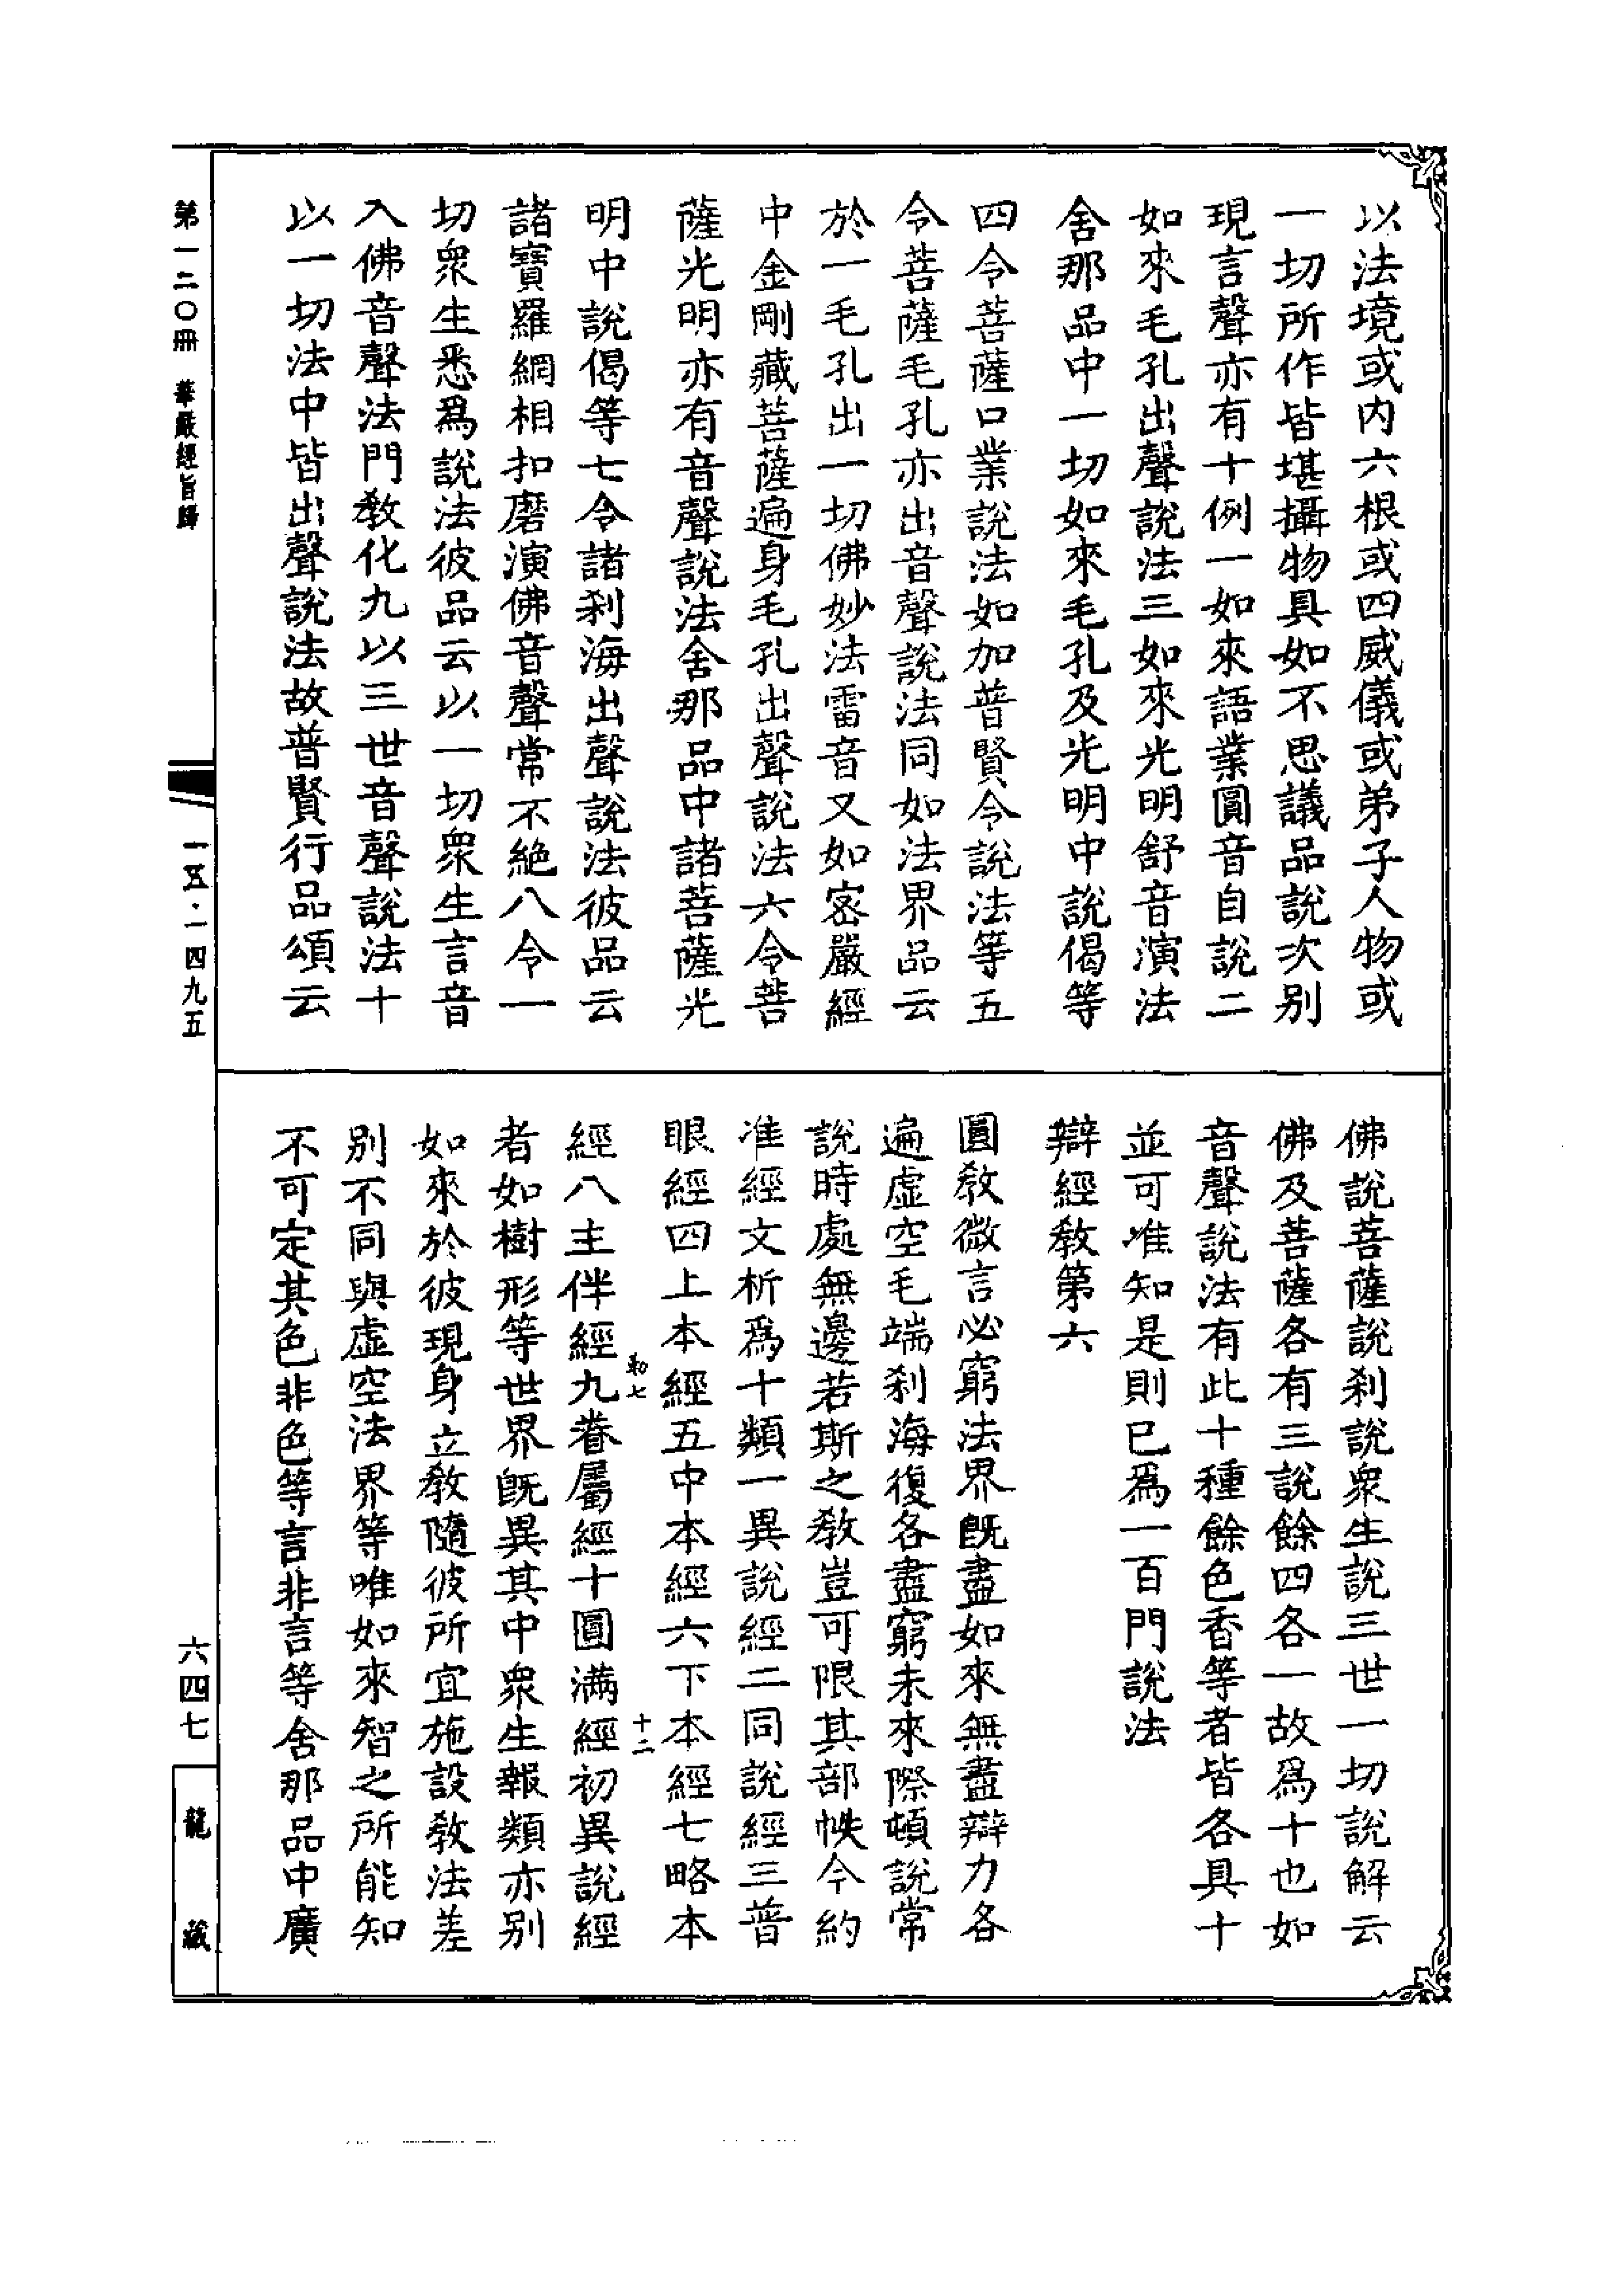 以法境或内六根或四威儀或弟子人物或
一切所作皆堪攝物具如不思議品說次别
現言聲亦有十例一如來語業圓音自說二
如來毛孔出聲說法三如來光明舒音演法
舍那品中一切如來毛孔及光明中說偈等
四令菩薩口業說法如加普賢令說法等五
令菩薩毛孔亦出音聲說法同如法界品云
於一毛孔出一切佛妙法雷音又如密嚴經
中金剛藏菩薩遍身毛孔出聲說法六令菩
薩光明亦有音聲說法舍那品中諸菩薩光
明中說偈等七令諸刹海出聲說法彼品云
諸寶羅網相扣磨演佛音聲常不絶八令一
切衆生悉爲說法彼品云以一切衆生言音
入佛音聲法門教化九以三世音聲說法十
以一切法中皆出聲說法故普賢行品頌云
佛說菩薩說刹說衆生說三世一切說解云
佛及菩薩各有三說餘四各一故爲十也如
音聲說法有此十種餘色香等者皆各具十
並可准知是則已爲一百門說法
辯經教第六
圓教微言必窮法界旣盡如來無盡辯力各
遍虛空毛端刹海復各盡窮未來際頓說常
說時處無邊若斯之教豈可限其部帙今約
准經文析爲十類一異說經二同說經三普
眼經四上本經五中本經六下本經七略本
經八主伴經九眷屬經十圓滿經初異說經
者如樹形等世界旣異其中衆生報類亦别
如來於彼現身立教隨彼所宜施設教法差
别不同與虛空法界等唯如來智之所能知
不可定其色非色等言非言等舍那品中廣
勒七
十二
第一二〇冊 華嚴經旨歸
一五·一四九五
六四七
龍藏